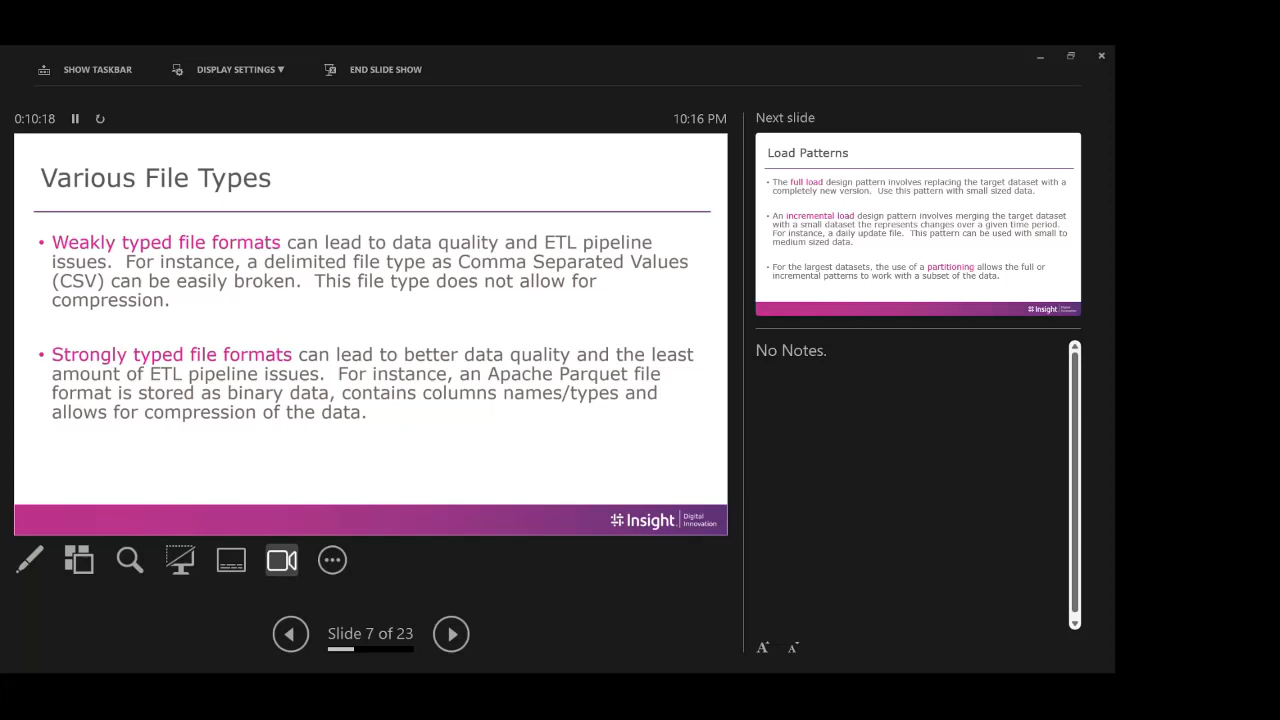 SHOW TASKBAR
DISPLAY SETTINGS ▼
END SLIDE SHOW
0:10:18
10:16 PM
Various File Types
• Weakly typed file formats can lead to data quality and ETL pipeline
issues. For instance, a delimited file type as Comma Separated Values
(CSV) can be easily broken. This file type does not allow for
compression.
• Strongly typed file formats can lead to better data quality and the least
amount of ETL pipeline issues. For instance, an Apache Parquet file
format is stored as binary data, contains columns names/types and
allows for compression of the data.
Insight
Digital
Innovation
Slide 7 of 23
Next slide
Load Patterns
• The full load design pattern involves replacing the target dataset with a
completely new version. Use this pattern with small sized data.
• An incremental load design pattern involves merging the target dataset
with a small dataset the represents changes over a given time period.
For instance, a daily update file. This pattern can be used with small to
medium sized data.
• For the largest datasets, the use of a partitioning allows the full or
incremental patterns to work with a subset of the data.
Insight
Digital
Innovation
No Notes.
A A